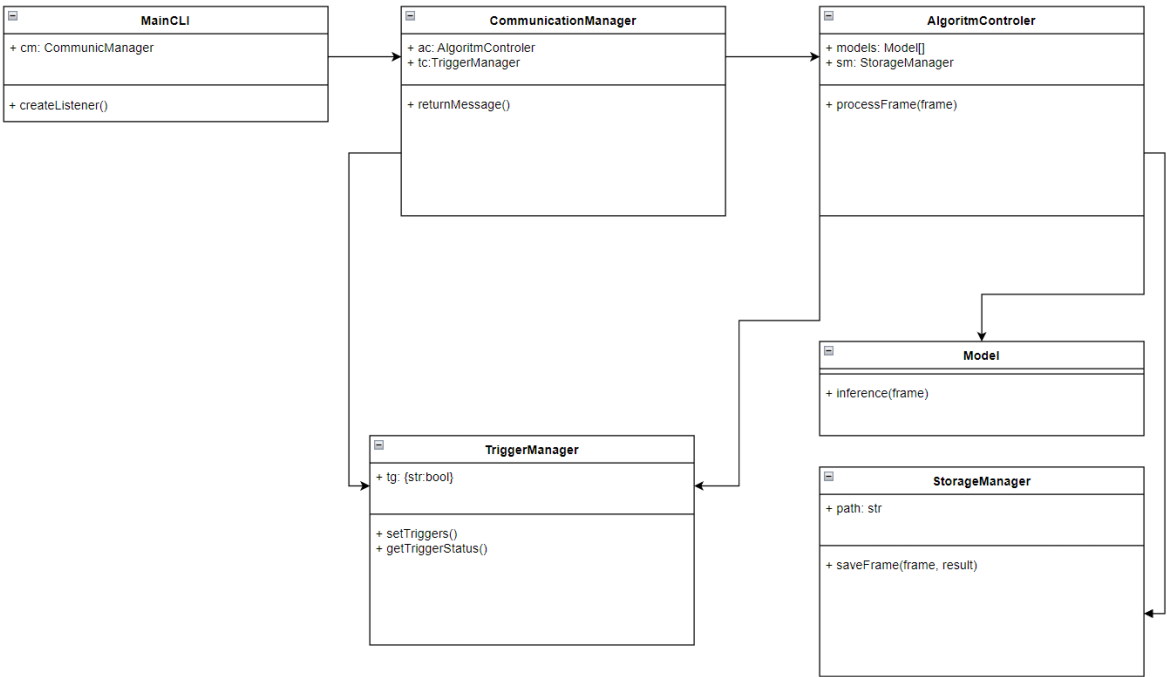 MainCLI
+ cm: CommunicManager
+ createListener()
CommunicationManager
+ ac: AlgoritmControler
+ tc:TriggerManager
+ returnMessage()
AlgoritmControler
+ models: Model[]
+ sm: StorageManager
+ processFrame(frame)
Model
+ inference(frame)
TriggerManager
+ tg: {str:bool}
+ setTriggers()
+ getTriggerStatus()
StorageManager
+ path: str
+ saveFrame(frame, result)